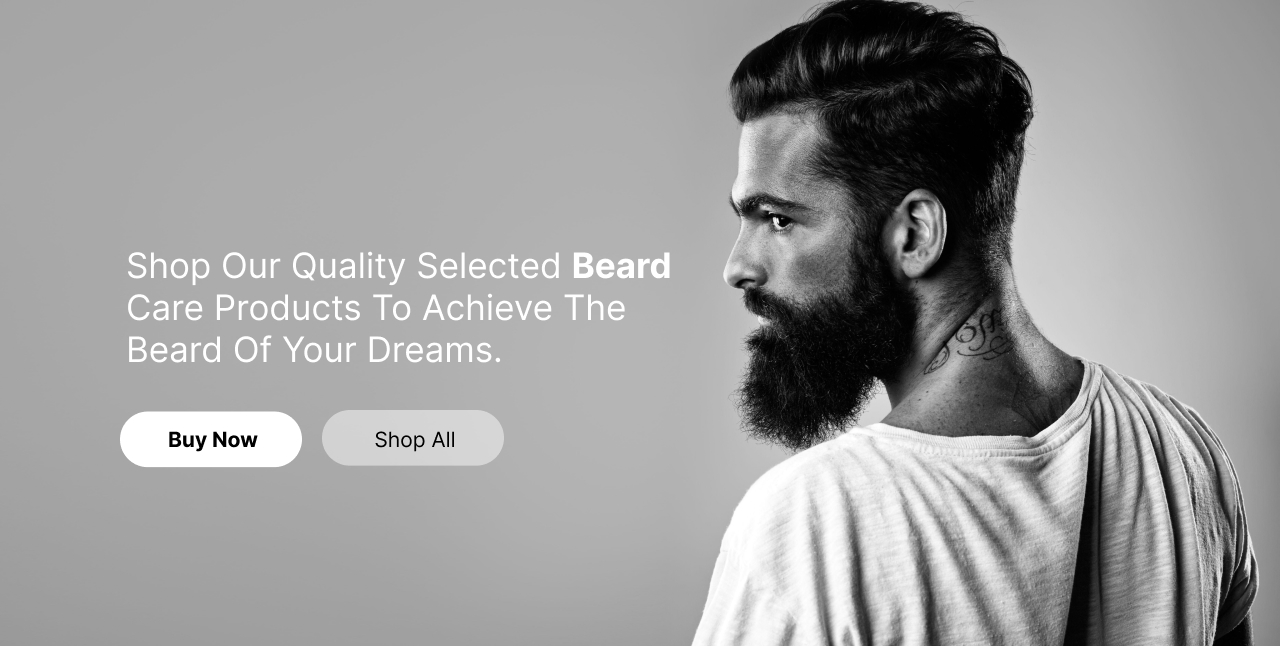 Shop Our Quality Selected Beard
Care Products To Achieve The
Beard Of Your Dreams.
Buy Now
Shop All